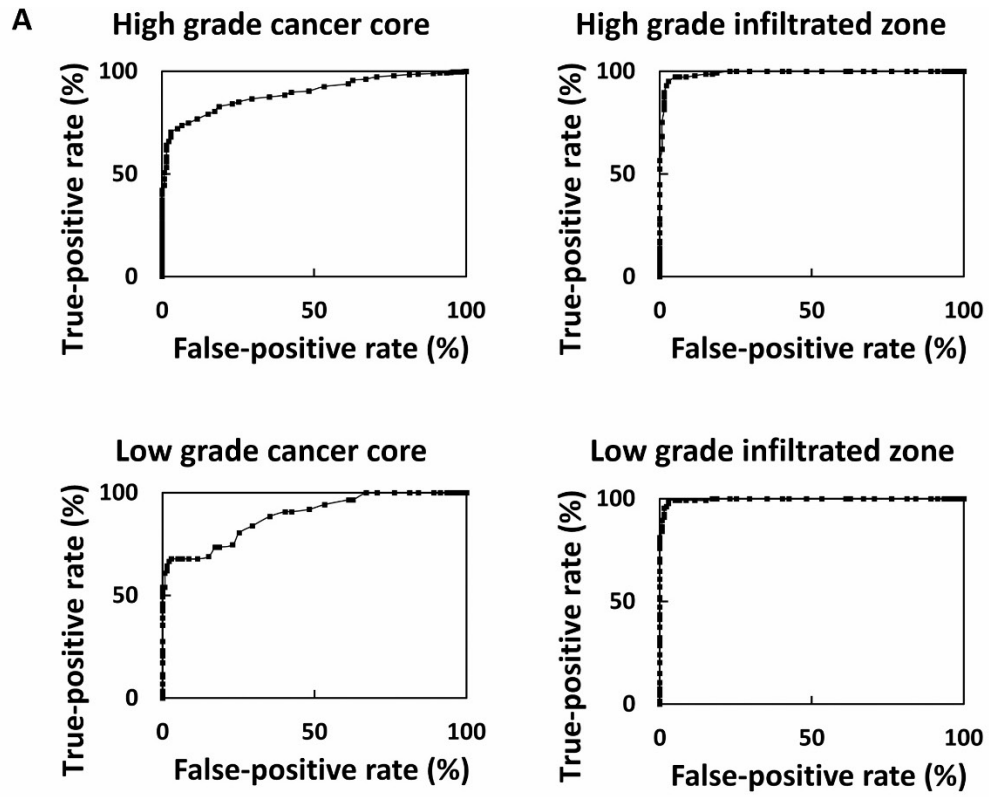 A
High grade cancer core
True-positive rate (%)
100
50
0
0 50 100
False-positive rate (%)
High grade infiltrated zone
True-positive rate (%)
100
50
0
0 50 100
False-positive rate (%)
Low grade cancer core
True-positive rate (%)
100
50
0
0 50 100
False-positive rate (%)
Low grade infiltrated zone
True-positive rate (%)
100
50
0
0 50 100
False-positive rate (%)